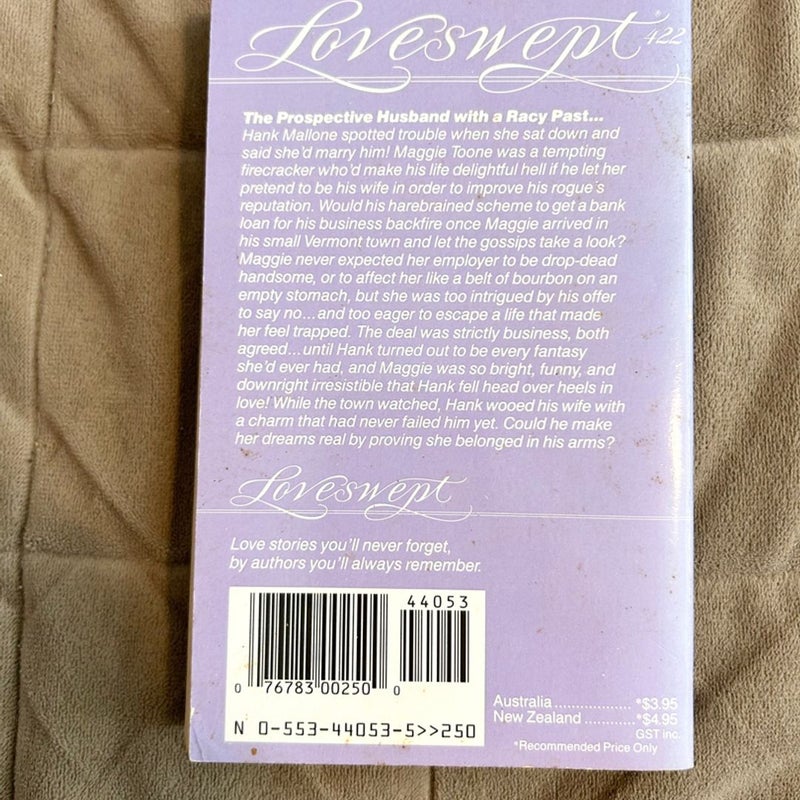 Loveswept® 422
The Prospective Husband with a Racy Past...
Hank Mallone spotted trouble when she sat down and
said she'd marry him! Maggie Toone was a tempting
firecracker who'd make his life delightful hell if he let her
pretend to be his wife in order to improve his rogue's
reputation. Would his harebrained scheme to get a bank
loan for his business backfire once Maggie arrived in
his small Vermont town and let the gossips take a look?
Maggie never expected her employer to be drop-dead
handsome, or to affect her like a belt of bourbon on an
empty stomach, but she was too intrigued by his offer
to say no...and too eager to escape a life that made
her feel trapped. The deal was strictly business, both
agreed...until Hank turned out to be every fantasy
she'd ever had, and Maggie was so bright, funny, and
downright irresistible that Hank fell head over heels in
love! While the town watched, Hank wooed his wife with
a charm that had never failed him yet. Could he make
her dreams real by proving she belonged in his arms?
Loveswept
Love stories you'll never forget,
by authors you'll always remember.
44053
0 76783 00250 0
N 0-553-44053-5>>250
Australia .................. *$3.95
New Zealand ............ *$4.95
GST inc.
*Recommended Price Only